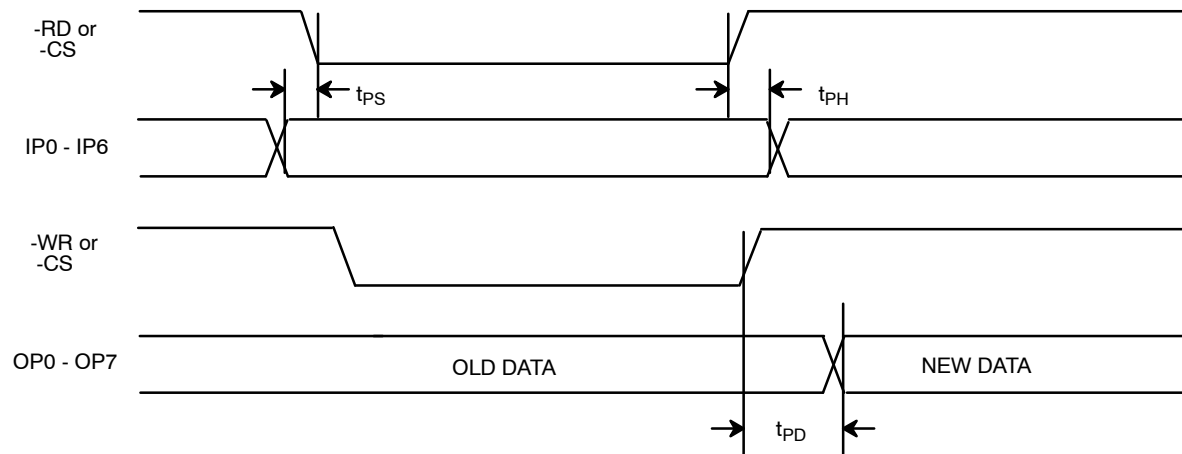 -RD or
-CS
tPS
tPH
IP0 - IP6
-WR or
-CS
OP0 - OP7
OLD DATA
NEW DATA
tPD